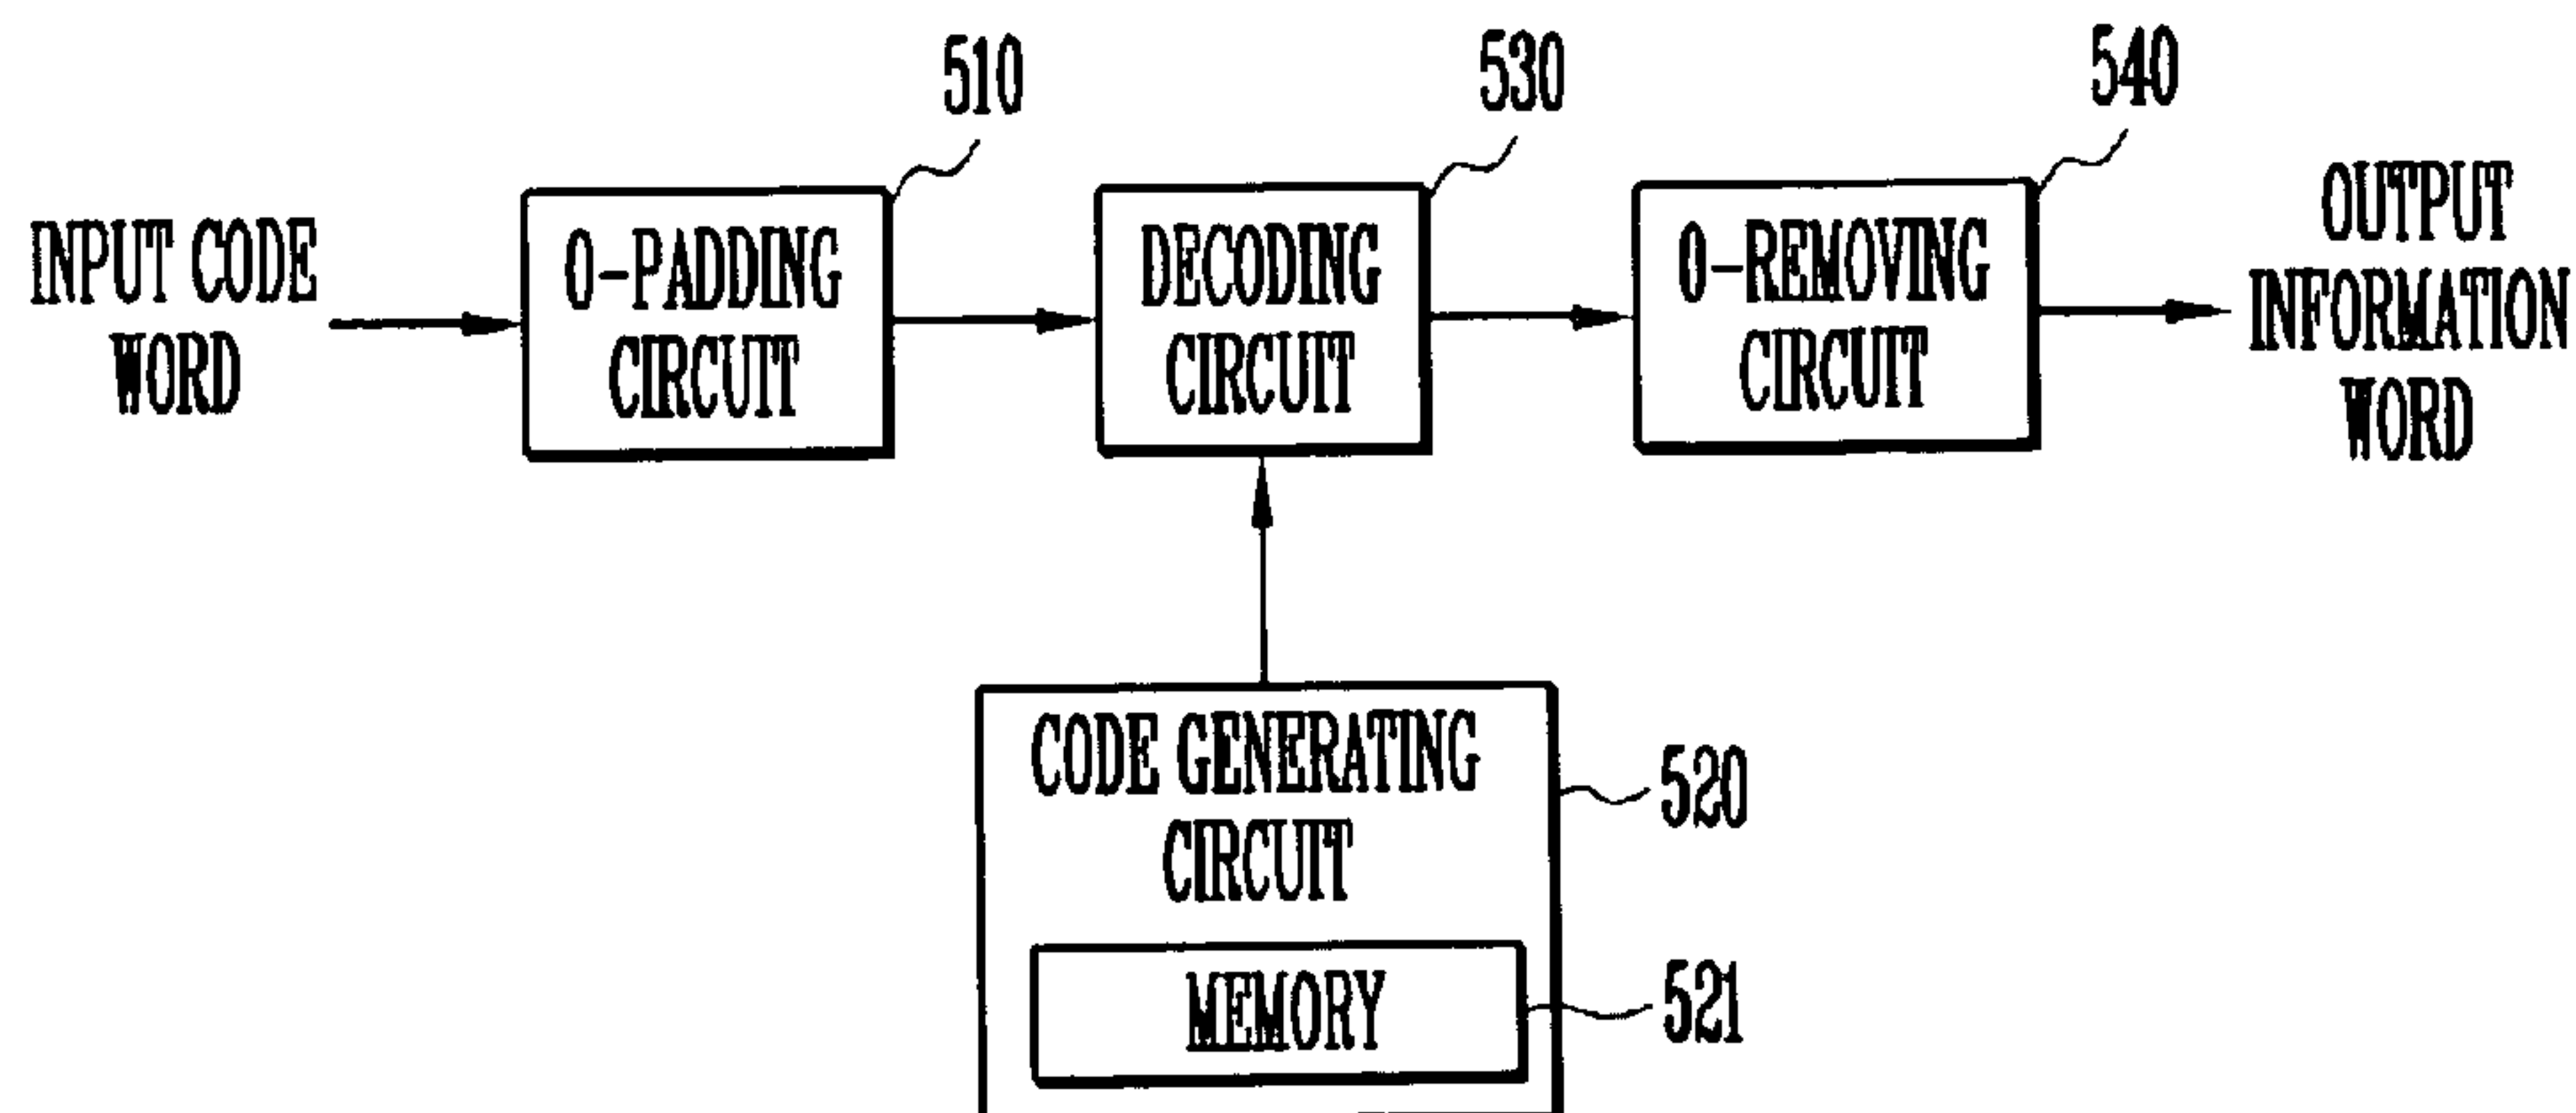 510
530
540
INPUT CODE
WORD
0-PADDING
CIRCUIT
DECODING
CIRCUIT
0-REMOVING
CIRCUIT
OUTPUT
INFORMATION
WORD
CODE GENERATING
CIRCUIT
520
MEMORY
521